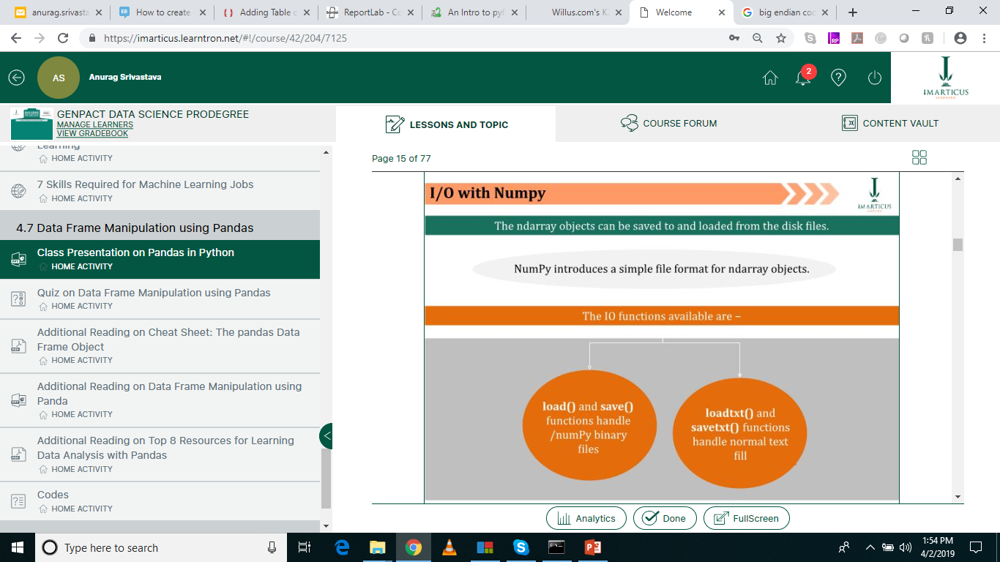 anurag.srivasta
How to create
Adding Table o
ReportLab - Co
An Intro to pyf
Willus.com's K
Welcome
big endian coc
https://imarticus.learntron.net/#!/course/42/204/7125
AS
Anurag Srivastava
2
IMARTICUS
LEARNING
GENPACT DATA SCIENCE PRODEGREE
MANAGE LEARNERS
VIEW GRADEBOOK
LESSONS AND TOPIC
COURSE FORUM
CONTENT VAULT
Learning
HOME ACTIVITY
7 Skills Required for Machine Learning Jobs
HOME ACTIVITY
4.7 Data Frame Manipulation using Pandas
Class Presentation on Pandas in Python
HOME ACTIVITY
Quiz on Data Frame Manipulation using Pandas
HOME ACTIVITY
Additional Reading on Cheat Sheet: The pandas Data
Frame Object
HOME ACTIVITY
Additional Reading on Data Frame Manipulation using
Panda
HOME ACTIVITY
Additional Reading on Top 8 Resources for Learning
Data Analysis with Pandas
HOME ACTIVITY
Codes
HOME ACTIVITY
Page 15 of 77
I/O with Numpy
IMARTICUS
LEARNING
The ndarray objects can be saved to and loaded from the disk files.
NumPy introduces a simple file format for ndarray objects.
The IO functions available are –
load() and save()
functions handle
/numPy binary
files
loadtxt() and
savetxt() functions
handle normal text
fill
Analytics
Done
FullScreen
Type here to search
1:54 PM
4/2/2019